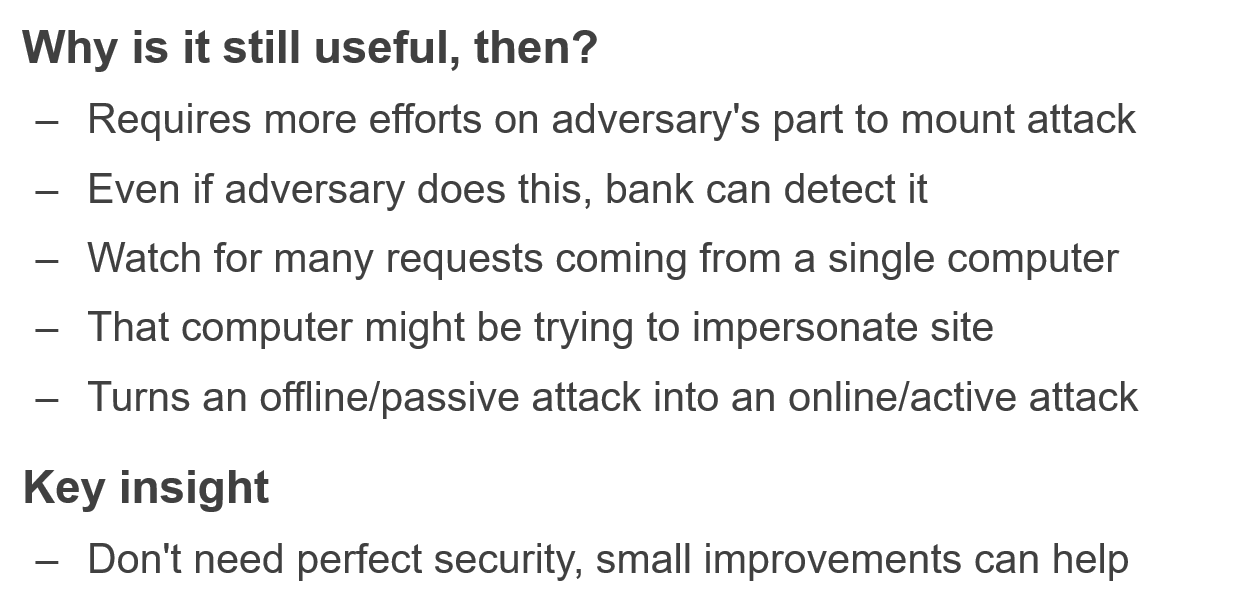 Why is it still useful, then?
– Requires more efforts on adversary's part to mount attack
– Even if adversary does this, bank can detect it
– Watch for many requests coming from a single computer
– That computer might be trying to impersonate site
– Turns an offline/passive attack into an online/active attack
Key insight
– Don't need perfect security, small improvements can help